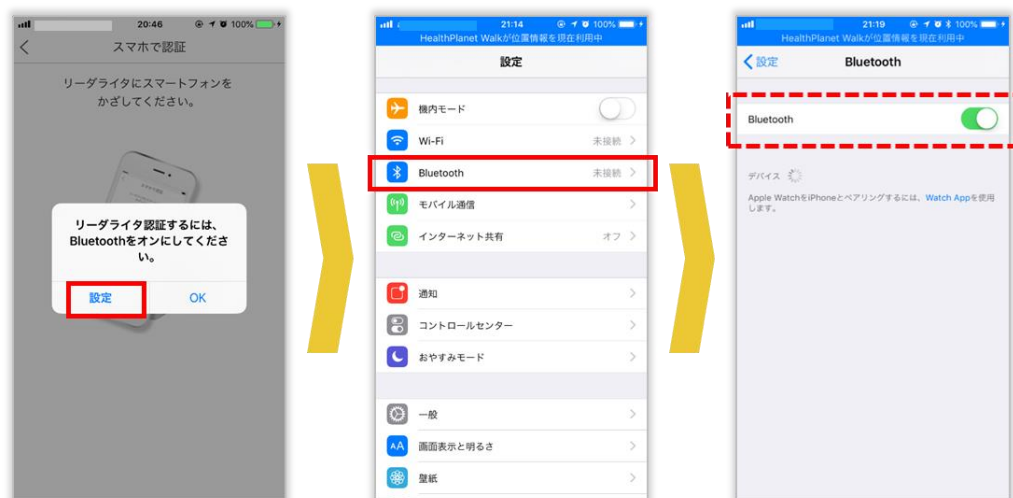 20:46
100%
スマホで認証
リーダライタにスマートフォンを
かざしてください。
リーダライタ認証するには、
Bluetoothをオンにしてくださ
い。
設定
OK
21:14
100%
HealthPlanet Walkが位置情報を現在利用中
設定
機内モード
Wi-Fi
未接続
Bluetooth
未接続
モバイル通信
インターネット共有
オフ
通知
コントロールセンター
おやすみモード
一般
AA
画面表示と明るさ
壁紙
21:19
100%
HealthPlanet Walkが位置情報を現在利用中
設定
Bluetooth
Bluetooth
デバイス
Apple WatchをiPhoneとペアリングするには、Watch Appを使用
します。